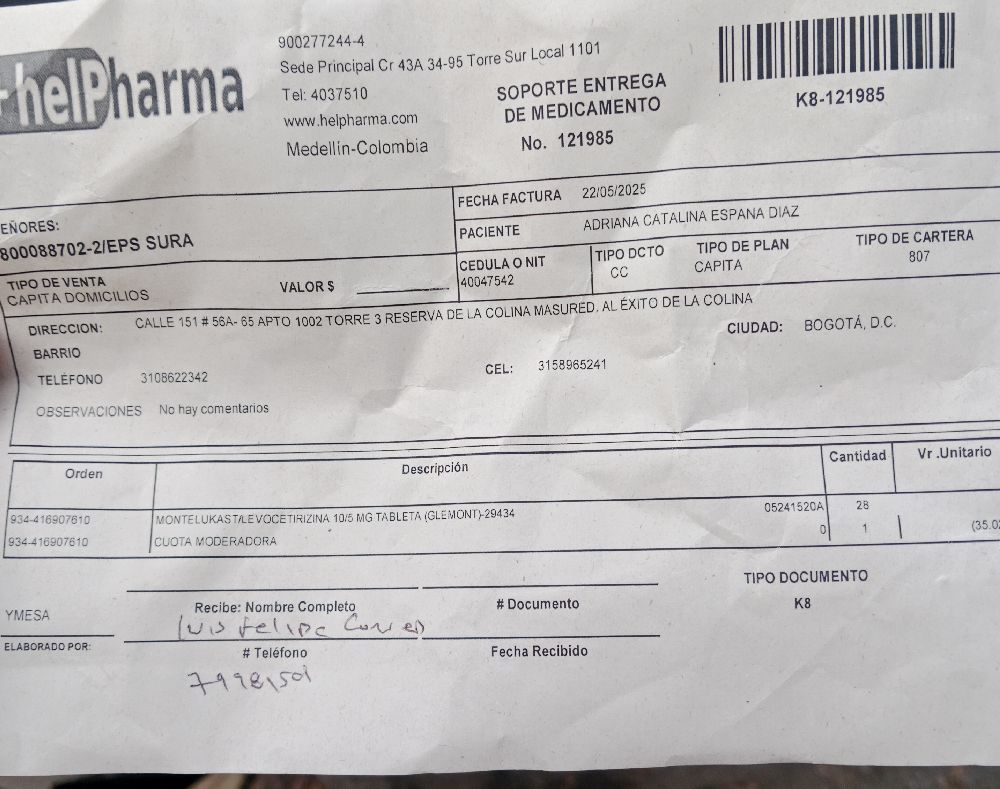 helPharma
900277244-4
Sede Principal Cr 43A 34-95 Torre Sur Local 1101
Tel: 4037510
www.helpharma.com
Medellín-Colombia
SOPORTE ENTREGA
DE MEDICAMENTO
No. 121985
K8-121985
EÑORES:
800088702-2/EPS SURA
FECHA FACTURA 22/05/2025
PACIENTE ADRIANA CATALINA ESPANA DIAZ
TIPO DE VENTA
CAPITA DOMICILIOS
VALOR $
CEDULA O NIT
40047542
TIPO DCTO
CC
TIPO DE PLAN
CAPITA
TIPO DE CARTERA
807
DIRECCION: CALLE 151 # 56A- 65 APTO 1002 TORRE 3 RESERVA DE LA COLINA MASURED. AL ÉXITO DE LA COLINA
BARRIO
CIUDAD: BOGOTÁ, D.C.
TELÉFONO 3108622342
CEL: 3158965241
OBSERVACIONES No hay comentarios
Orden Descripción Cantidad Vr .Unitario
934-416907610 MONTELUKAST/LEVOCETIRIZINA 10/5 MG TABLETA (GLEMONT)-29434 05241520A 28
934-416907610 CUOTA MODERADORA 0 1 (35.02
YMESA
ELABORADO POR:
Recibe: Nombre Completo
Luis Felipe
# Documento
# Teléfono
Fecha Recibido
TIPO DOCUMENTO
K8